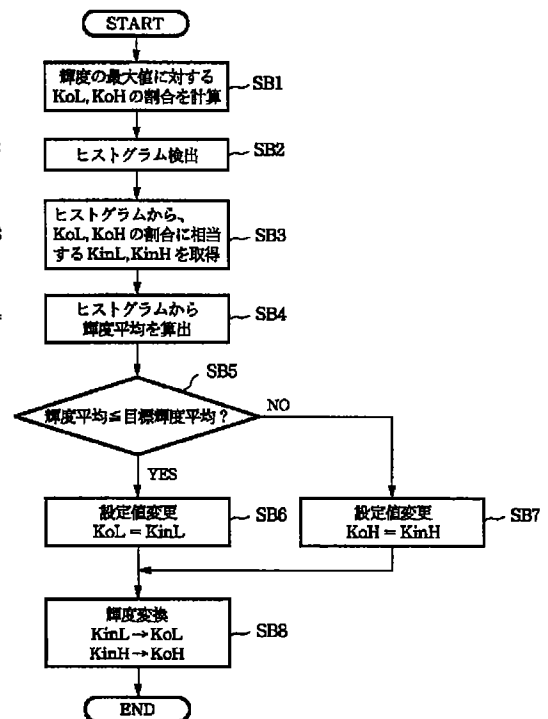 START
輝度の最大値に対する
KoL, KoH の割合を計算
SB1
ヒストグラム検出
SB2
ヒストグラムから、
KoL, KoH の割合に相当
する KinL, KinH を取得
SB3
ヒストグラムから
輝度平均を算出
SB4
SB5
輝度平均≦目標輝度平均？
NO
YES
設定値変更
KoL = KinL
SB6
設定値変更
KoH = KinH
SB7
輝度変換
KinL→KoL
KinH→KoH
SB8
END